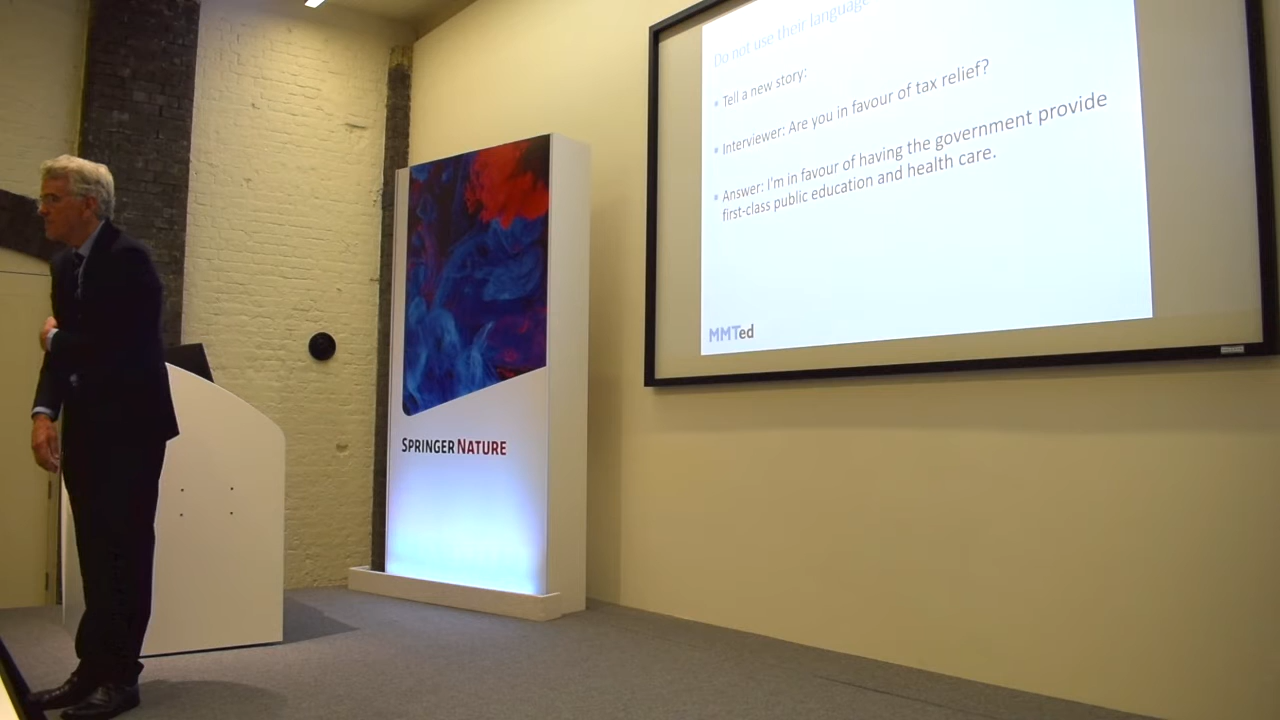 Do not use their language
• Tell a new story:
• Interviewer: Are you in favour of tax relief?
• Answer: I'm in favour of having the government provide
first-class public education and health care.
MMTed
SPRINGER NATURE